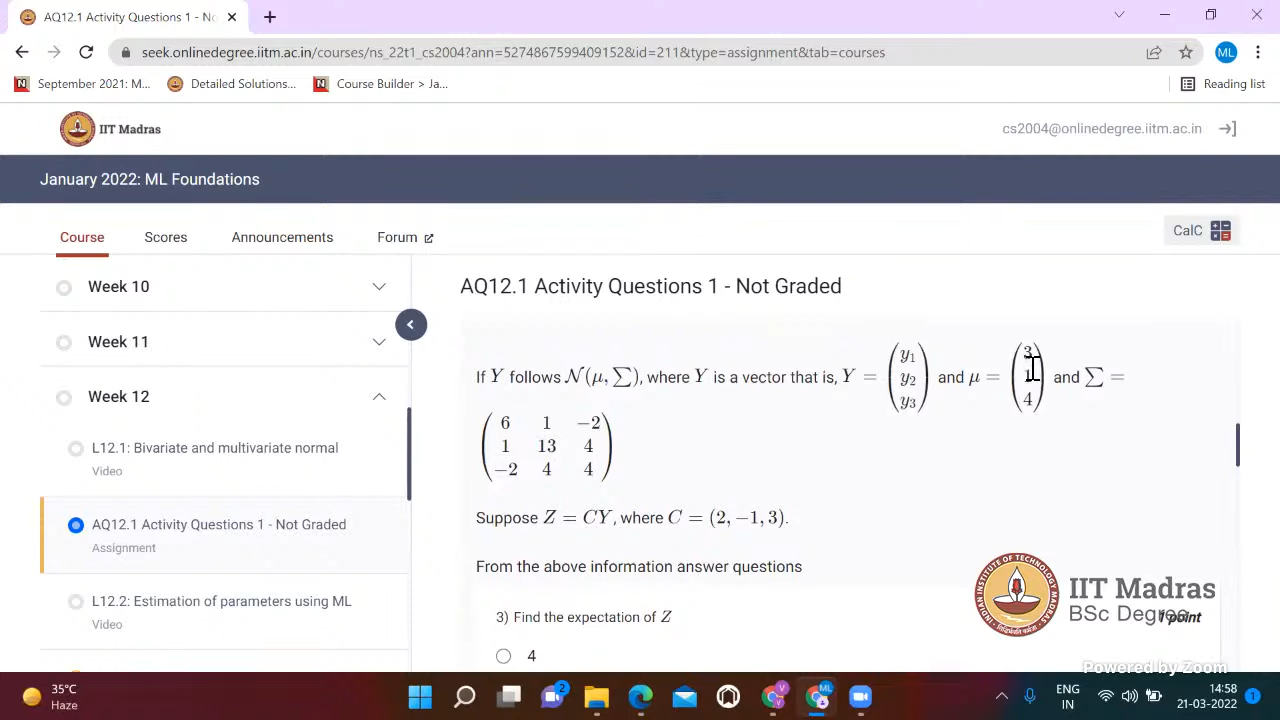 AQ12.1 Activity Questions 1 - No
seek.onlinedegree.iitm.ac.in/courses/ns_22t1_cs2004?ann=527486759940915​2&id=211&type=assignment&tab=courses
ML
September 2021: M...
Detailed Solutions...
Course Builder > Ja...
Reading list
IIT Madras
cs2004@onlinedegree.iitm.ac.in
January 2022: ML Foundations
Course Scores Announcements Forum
CalC
Week 10
Week 11
Week 12
L12.1: Bivariate and multivariate normal
Video
AQ12.1 Activity Questions 1 - Not Graded
Assignment
L12.2: Estimation of parameters using ML
Video
AQ12.1 Activity Questions 1 - Not Graded
If Y follows N(μ, ∑), where Y is a vector that is, Y = (y₁ y₂ y₃) and μ = (3 1 4) and ∑ =
6 1 −2
1 13 4
−2 4 4
Suppose Z = CY, where C = (2, −1, 3).
From the above information answer questions
3) Find the expectation of Z
1 point
4
IIT Madras
BSc Degree
Powered by Zoom
35°C
Haze
2
V
ML
ENG
IN
14:58
21-03-2022
1